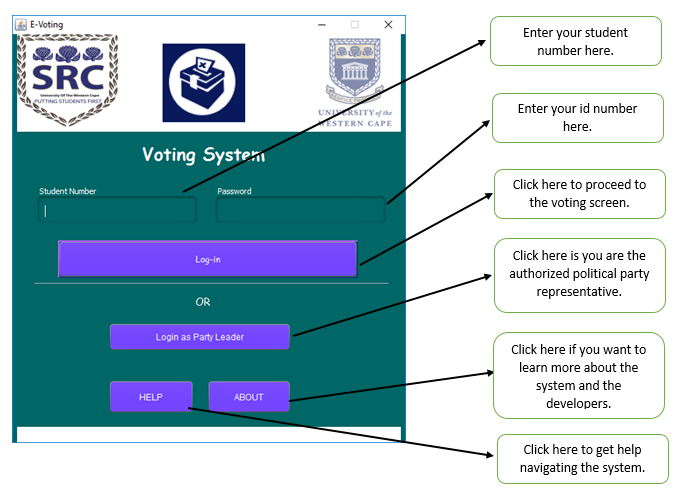 E-Voting
SRC
University Of The Western Cape
PUTTING STUDENTS FIRST
UNIVERSITY of the
WESTERN CAPE
Voting System
Student Number
Password
Log-in
OR
Login as Party Leader
HELP
ABOUT
Enter your student
number here.
Enter your id number
here.
Click here to proceed to
the voting screen.
Click here is you are the
authorized political party
representative.
Click here if you want to
learn more about the
system and the
developers.
Click here to get help
navigating the system.